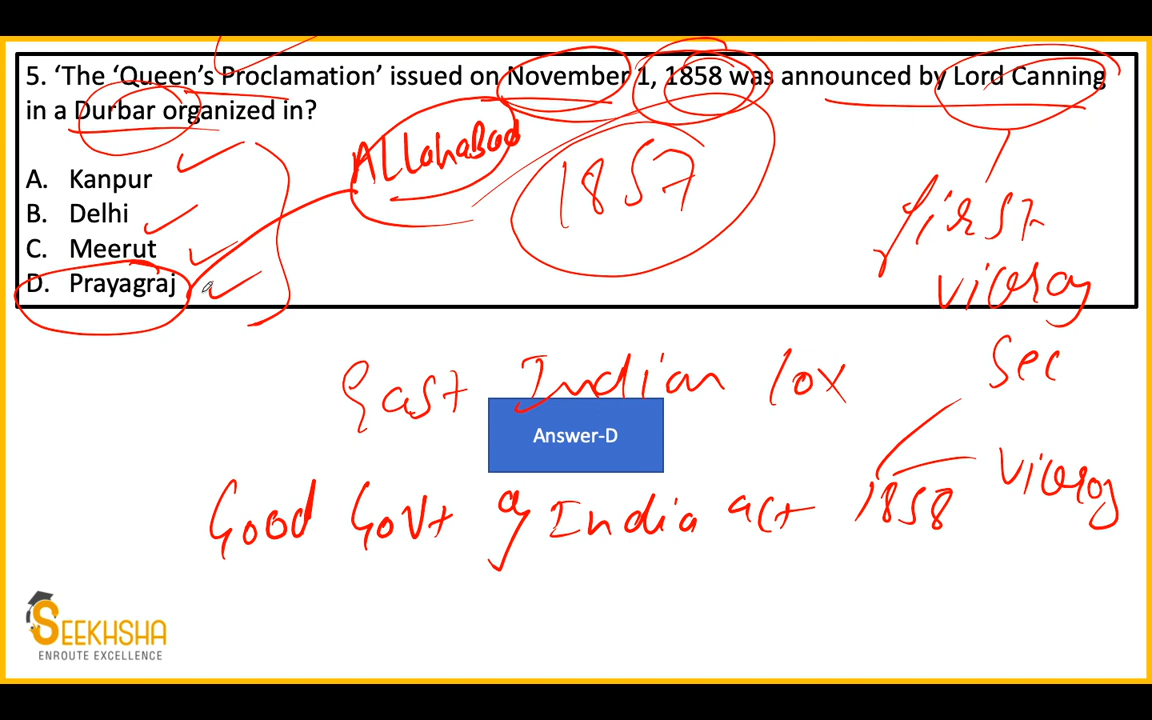 5. ‘The ‘Queen’s Proclamation’ issued on November 1, 1858 was announced by Lord Canning
in a Durbar organized in?
ALLahabad
A. Kanpur
1857
B. Delhi
first
C. Meerut
D. Prayagraj
viceroy
East Indian
Sec
Answer-D
Good Govt of India act 1858
viceroy
SEEKHSHA
ENROUTE EXCELLENCE